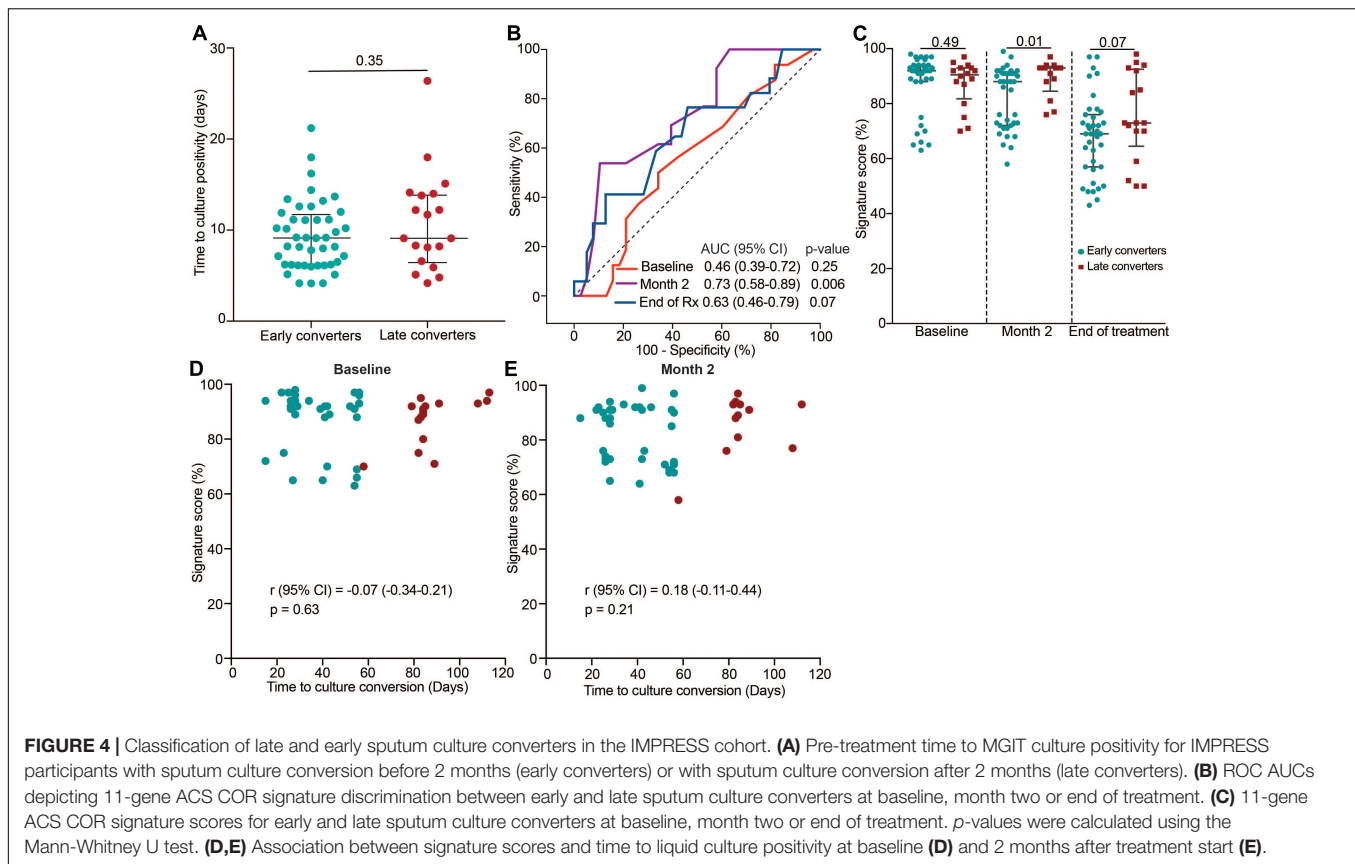 A
Time to culture positivity (days)
30
20
10
0
0.35
Early converters
Late converters
B
Sensitivity (%)
100
80
60
40
20
0
AUC (95% CI) p-value
Baseline 0.46 (0.39-0.72) 0.25
Month 2 0.73 (0.58-0.89) 0.006
End of Rx 0.63 (0.46-0.79) 0.07
0 20 40 60 80 100
100 - Specificity (%)
C
Signature score (%)
100
80
60
40
20
0
0.49 0.01 0.07
Early converters
Late converters
Baseline Month 2 End of treatment
D
Baseline
Signature score (%)
100
80
60
40
20
0
r (95% CI) = -0.07 (-0.34-0.21)
p = 0.63
0 20 40 60 80 100 120
Time to culture conversion (Days)
E
Month 2
Signature score (%)
100
80
60
40
20
0
r (95% CI) = 0.18 (-0.11-0.44)
p = 0.21
0 20 40 60 80 100 120
Time to culture conversion (Days)
FIGURE 4 | Classification of late and early sputum culture converters in the IMPRESS cohort. (A) Pre-treatment time to MGIT culture positivity for IMPRESS
participants with sputum culture conversion before 2 months (early converters) or with sputum culture conversion after 2 months (late converters). (B) ROC AUCs
depicting 11-gene ACS COR signature discrimination between early and late sputum culture converters at baseline, month two or end of treatment. (C) 11-gene
ACS COR signature scores for early and late sputum culture converters at baseline, month two or end of treatment. p-values were calculated using the
Mann-Whitney U test. (D,E) Association between signature scores and time to liquid culture positivity at baseline (D) and 2 months after treatment start (E).